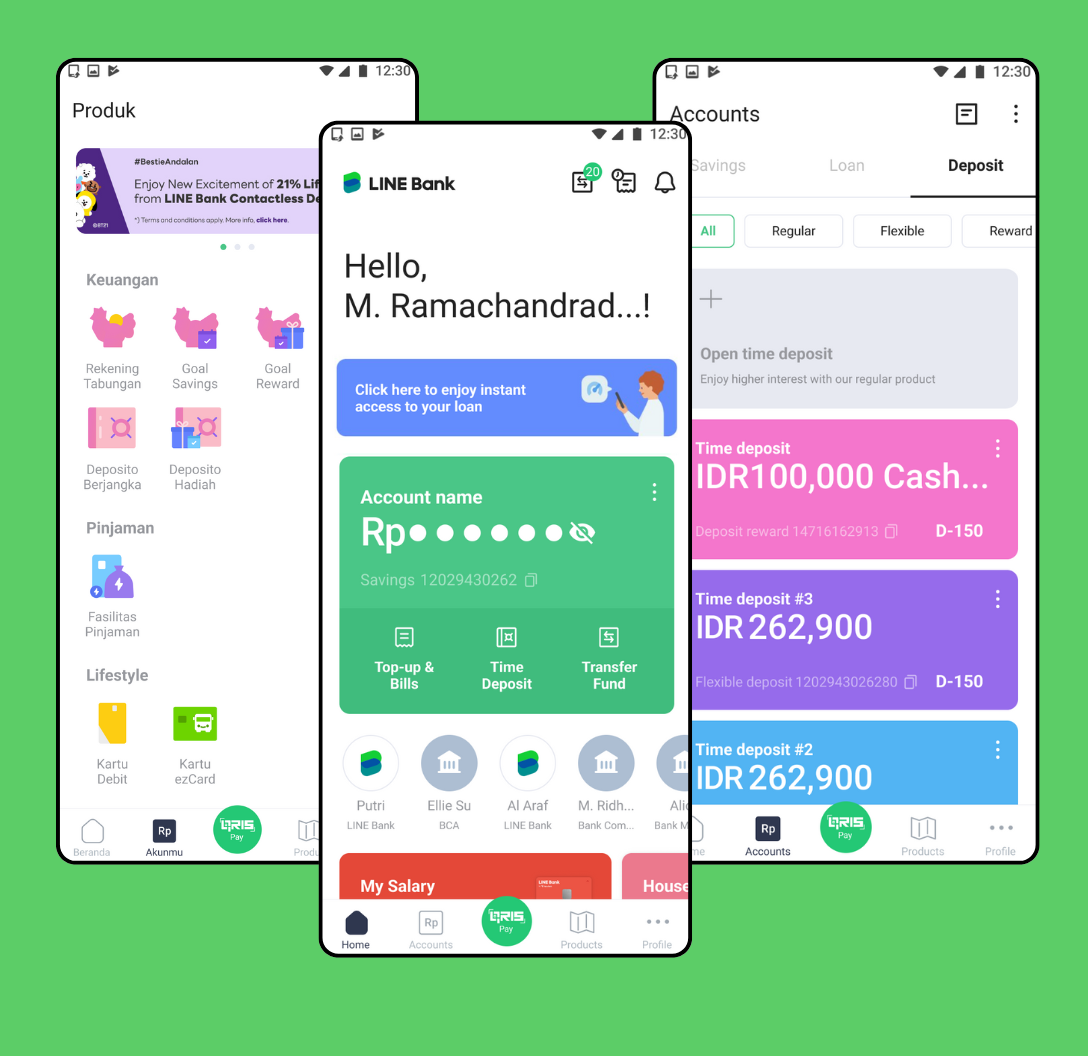 12:30
Produk
#BestieAndalan
Enjoy New Excitement of 21% Lif
from LINE Bank Contactless De
*) Terms and conditions apply. More info, click here.
Keuangan
Rekening
Tabungan
Goal
Savings
Goal
Reward
Deposito
Berjangka
Deposito
Hadiah
Pinjaman
Fasilitas
Pinjaman
Lifestyle
Kartu
Debit
Kartu
ezCard
Beranda
Rp
Akunmu
QRIS
Pay
Produ
12:30
LINE Bank
20
Hello,
M. Ramachandrad...!
Click here to enjoy instant
access to your loan
Account name
Rp● ● ● ● ● ●
Savings 12029430262
Top-up &
Bills
Time
Deposit
Transfer
Fund
Putri
LINE Bank
Ellie Su
BCA
Al Araf
LINE Bank
M. Ridh...
Bank Com...
Alic
Bank M
My Salary
LINE Bank
House
Home
Rp
Accounts
QRIS
Pay
Products
Profile
12:30
Accounts
Savings
Loan
Deposit
All
Regular
Flexible
Reward
Open time deposit
Enjoy higher interest with our regular product
Time deposit
IDR100,000 Cash...
Deposit reward 14716162913
D-150
Time deposit #3
IDR 262,900
Flexible deposit 1202943026280
D-150
Time deposit #2
IDR 262,900
me
Rp
Accounts
QRIS
Pay
Products
Profile